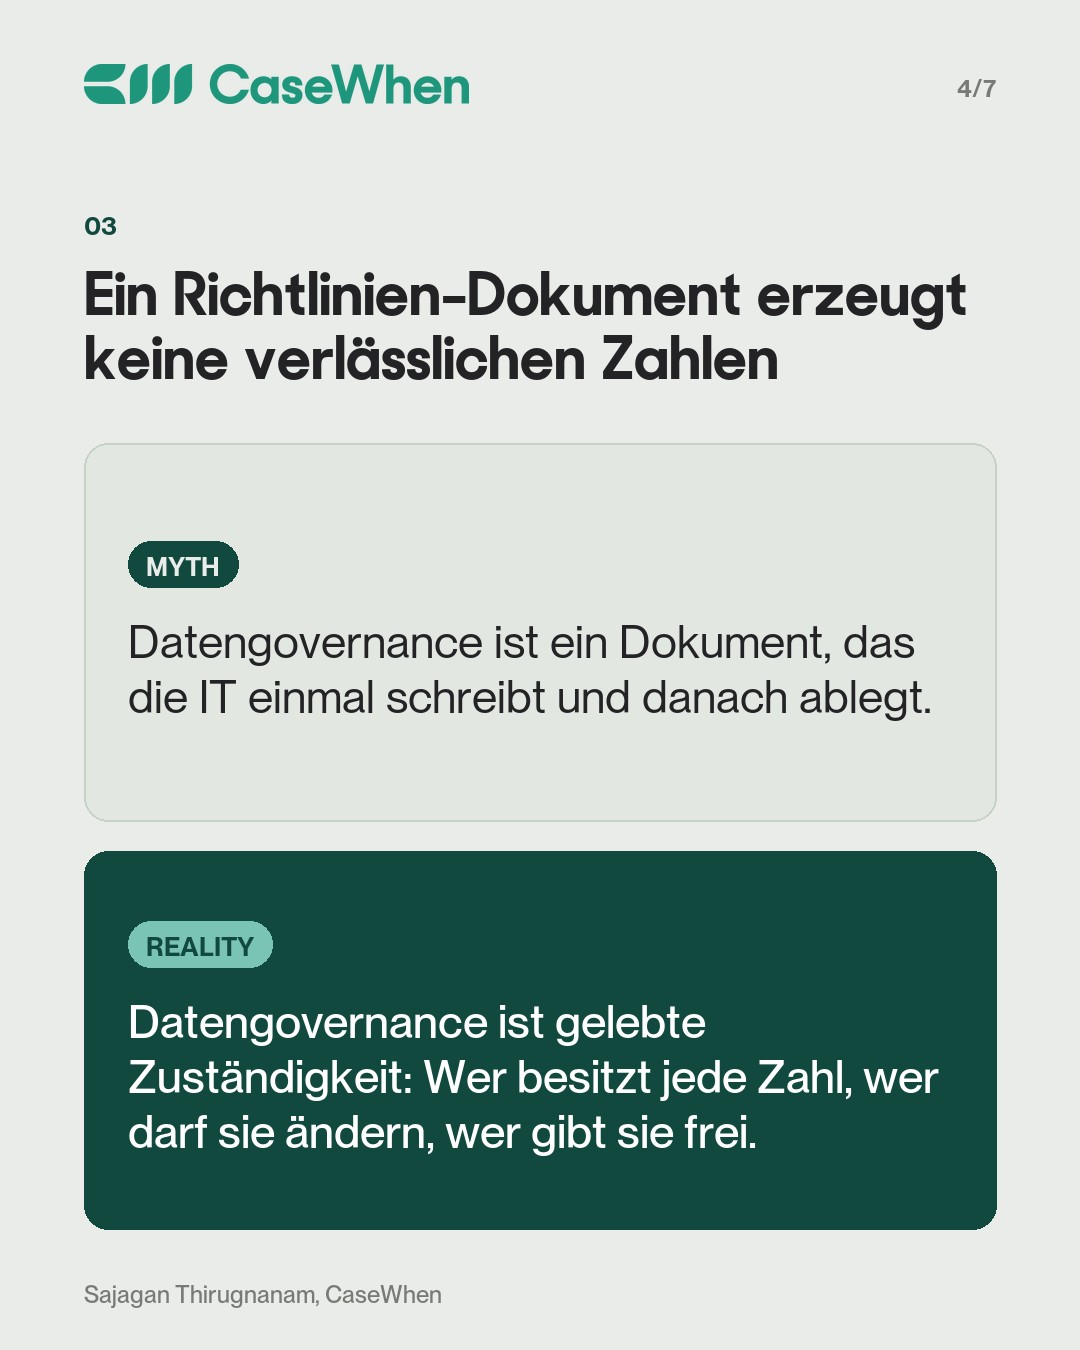 CaseWhen
4/7
03
Ein Richtlinien-Dokument erzeugt
keine verlässlichen Zahlen
MYTH
Datengovernance ist ein Dokument, das
die IT einmal schreibt und danach ablegt.
REALITY
Datengovernance ist gelebte
Zuständigkeit: Wer besitzt jede Zahl, wer
darf sie ändern, wer gibt sie frei.
Sajagan Thirugnanam, CaseWhen